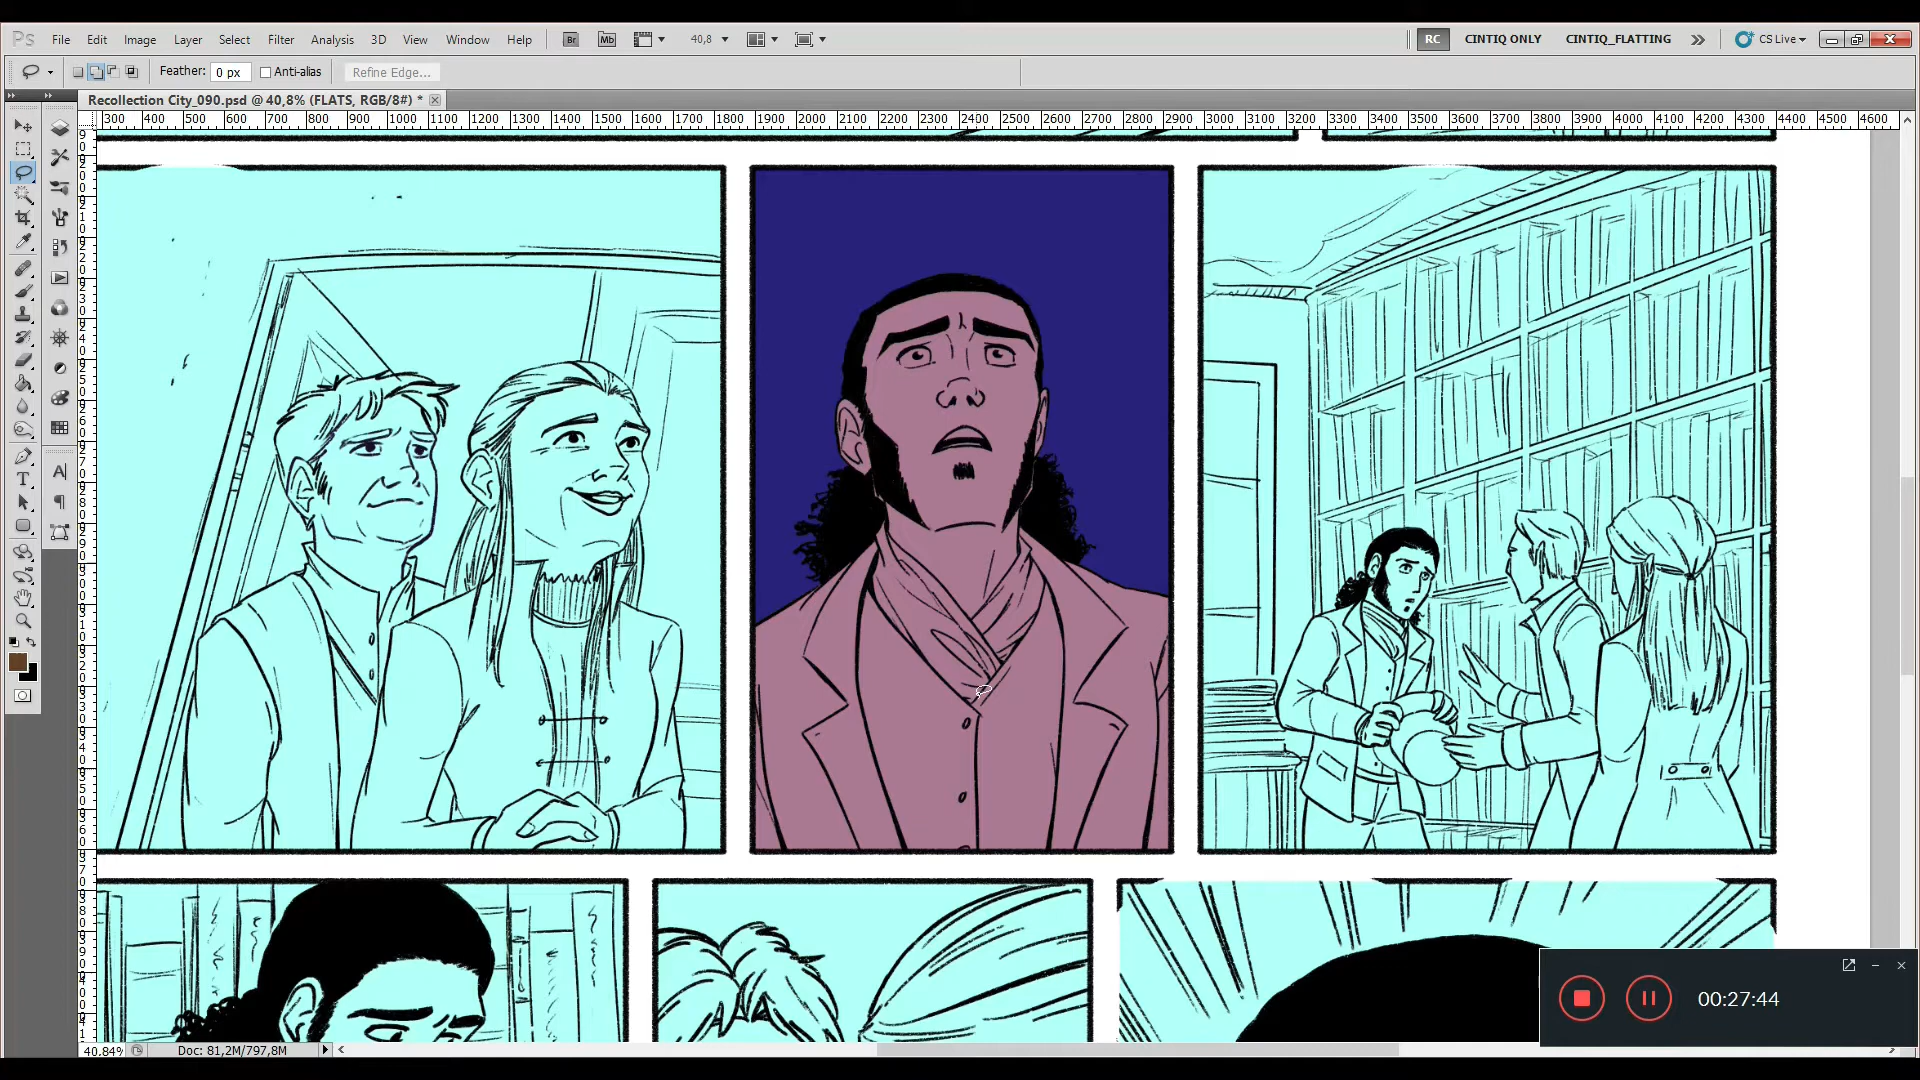 Ps File Edit Image Layer Select Filter Analysis 3D View Window Help Br Mb 40,8 RC CINTIQ ONLY CINTIQ_FLATTING CS Live
Feather: 0 px Anti-alias Refine Edge...
Recollection City_090.psd @ 40,8% (FLATS, RGB/8#) *
300 400 500 600 700 800 900 1000 1100 1200 1300 1400 1500 1600 1700 1800 1900 2000 2100 2200 2300 2400 2500 2600 2700 2800 2900 3000 3100 3200 3300 3400 3500 3600 3700 3800 3900 4000 4100 4200 4300 4400 4500 4600
00:27:44
40.84% Doc: 81,2M/797,8M